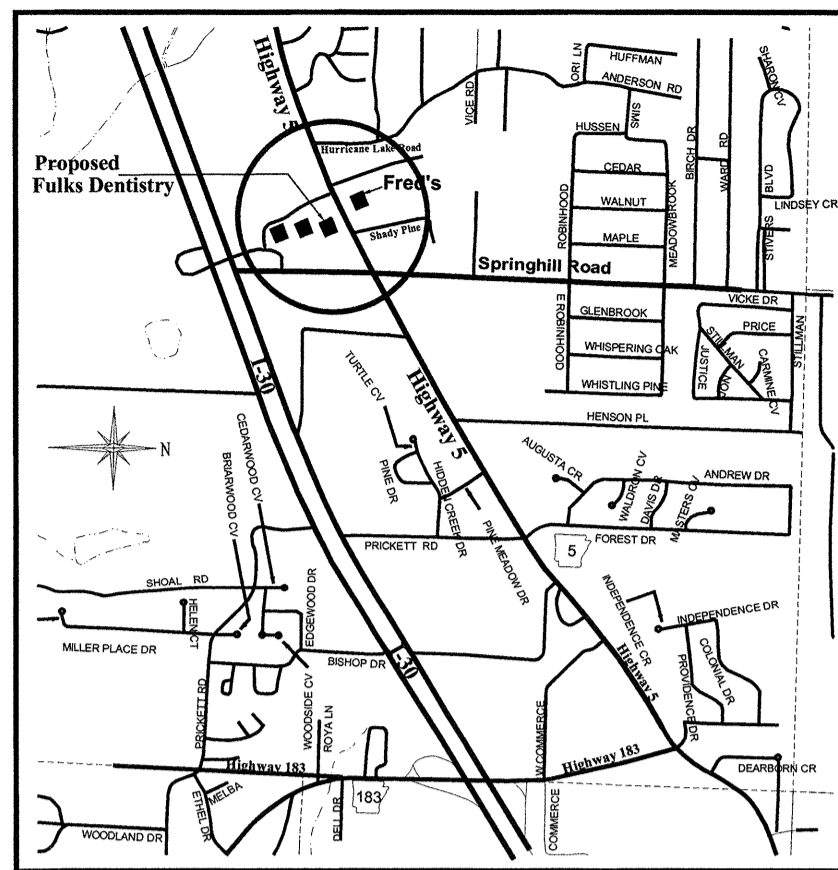 Highway 5
VICE RD
ORI LN
HUFFMAN
ANDERSON RD
SIMS
HUSSEN
BIRCH DR
WARD RD
SHARON CV
BLVD
LINDSEY CR
STIVERS
Proposed
Fulks Dentistry
Hurricane Lake Road
Fred's
Shady Pine
CEDAR
WALNUT
MAPLE
ROBINHOOD
MEADOWBROOK
Springhill Road
E ROBINHOOD
GLENBROOK
WHISPERING OAK
WHISTLING PINE
VICKE DR
PRICE
STILLMAN
STILLMAN
JUSTICE
CARMINE CV
HENSON PL
I-30
TURTLE CV
Highway 5
N
CEDARWOOD CV
BRIARWOOD CV
PINE DR
HIDDEN CREEK DR
PINE MEADOW DR
AUGUSTA CR
WALDRON CV
DAVIS DR
MASTERS CV
ANDREW DR
PRICKETT RD
5
FOREST DR
SHOAL RD
HELEN CT
EDGEWOOD DR
MILLER PLACE DR
BISHOP DR
I-30
INDEPENDENCE CR
INDEPENDENCE DR
COLONIAL DR
PROVIDENCE DR
Highway 5
PRICKETT RD
WOODSIDE CV
ROYA LN
W COMMERCE
Highway 183
Highway 183
DEARBORN CR
MELBA
ETHEL DR
183
DELL DR
COMMERCE
WOODLAND DR